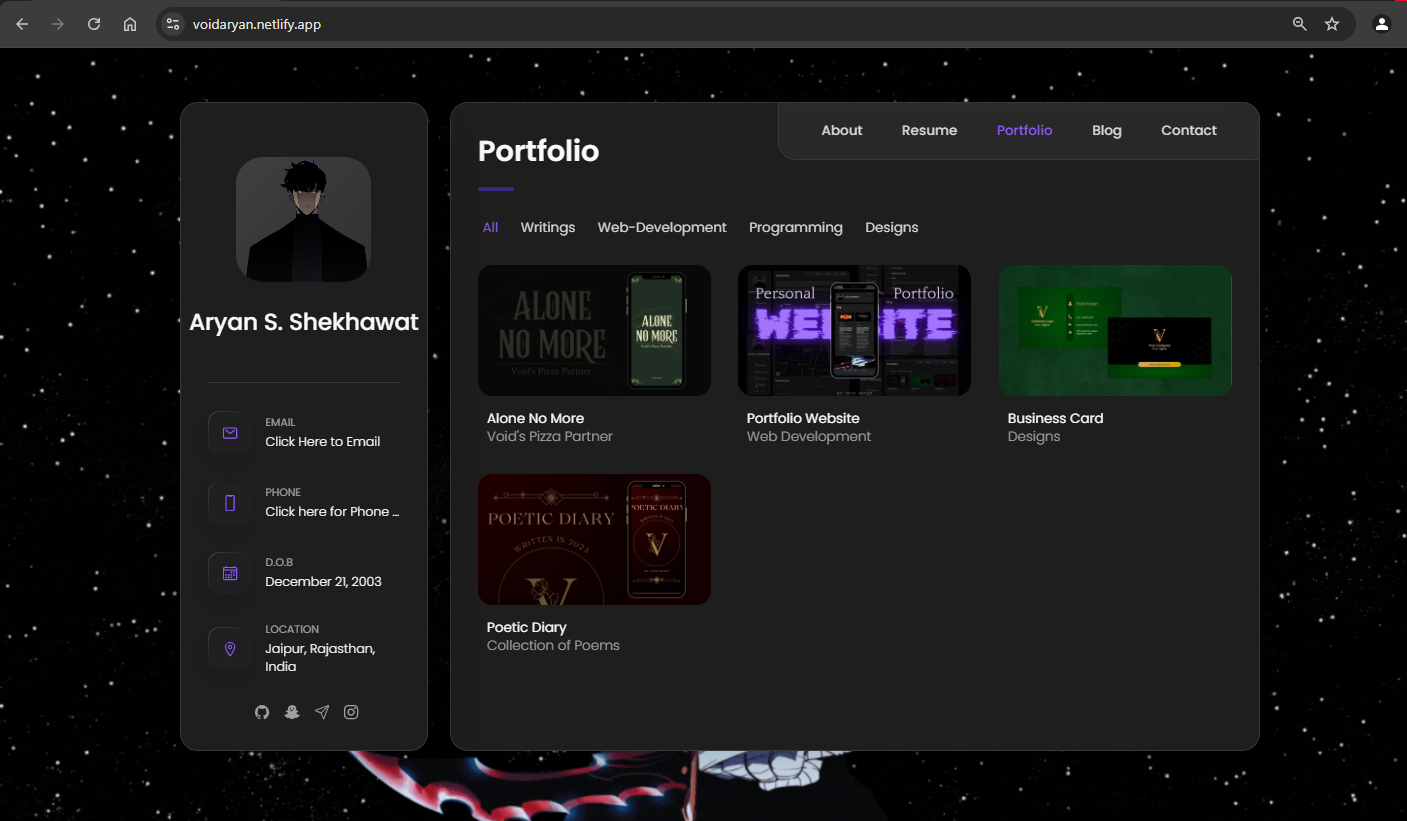 voidaryan.netlify.app
About Resume Portfolio Blog Contact
Portfolio
All Writings Web-Development Programming Designs
Aryan S. Shekhawat
EMAIL
Click Here to Email
PHONE
Click here for Phone ...
D.O.B
December 21, 2003
LOCATION
Jaipur, Rajasthan,
India
ALONE
NO MORE
Void's Pizza Partner
ALONE
NO MORE
Alone No More
Void's Pizza Partner
Personal Portfolio
WEBSITE
Portfolio Website
Web Development
V
V
Business Card
Designs
POETIC DIARY
WRITTEN IN 2023
V
POETIC DIARY
V
Poetic Diary
Collection of Poems